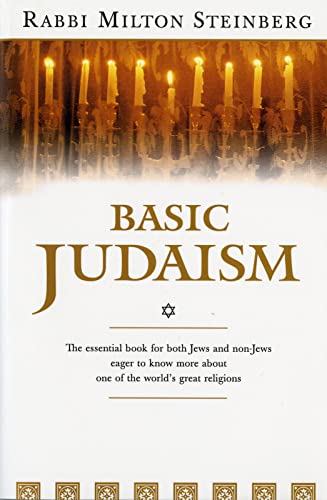 RABBI MILTON STEINBERG
BASIC
JUDAISM
The essential book for both Jews and non-Jews
eager to know more about
one of the world's great religions